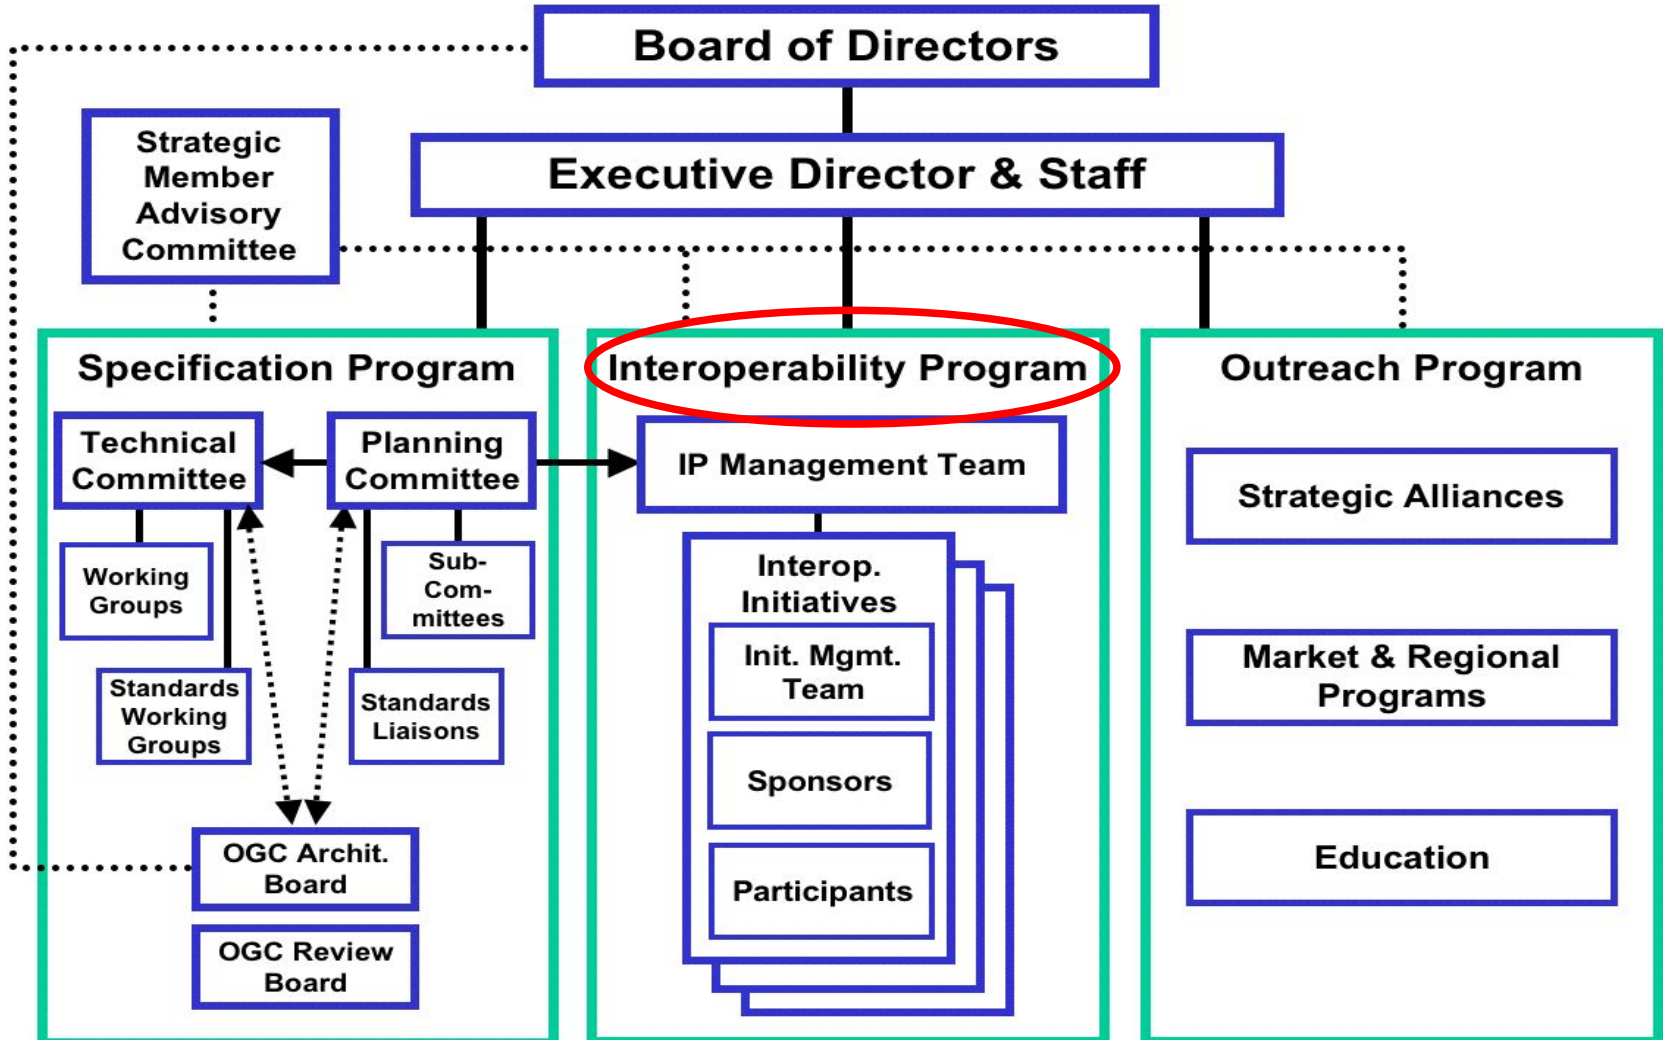 Board of Directors
Strategic
Member
Advisory
Committee
Executive Director & Staff
Specification Program
Technical
Committee
Planning
Committee
Working
Groups
Sub-
Com-
mittees
Standards
Working
Groups
Standards
Liaisons
OGC Archit.
Board
OGC Review
Board
Interoperability Program
IP Management Team
Interop.
Initiatives
Init. Mgmt.
Team
Sponsors
Participants
Outreach Program
Strategic Alliances
Market & Regional
Programs
Education